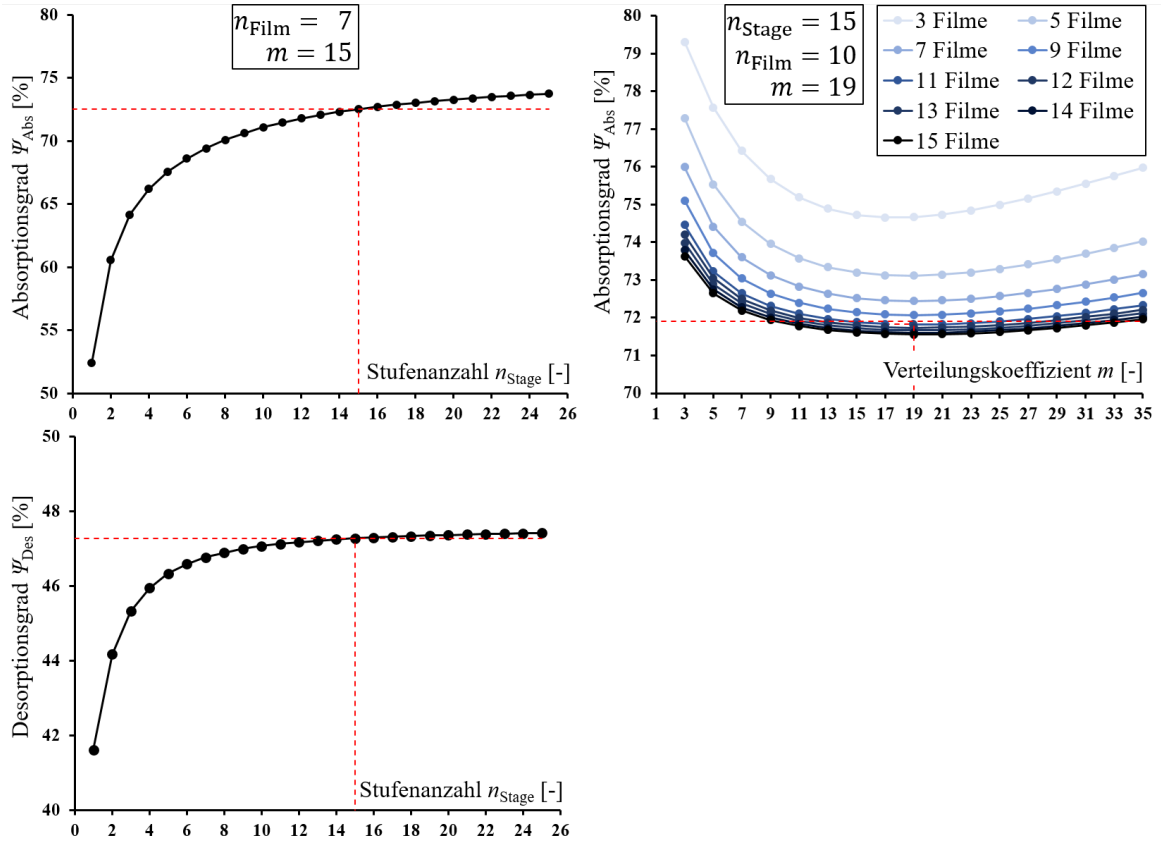 n_Film = 7
m = 15
Absorptionsgrad Ψ_Abs [%]
80
75
70
65
60
55
50
Stufenanzahl n_Stage [-]
0 2 4 6 8 10 12 14 16 18 20 22 24 26
n_Stage = 15
n_Film = 10
m = 19
3 Filme 5 Filme
7 Filme 9 Filme
11 Filme 12 Filme
13 Filme 14 Filme
15 Filme
Absorptionsgrad Ψ_Abs [%]
80
79
78
77
76
75
74
73
72
71
70
Verteilungskoeffizient m [-]
1 3 5 7 9 11 13 15 17 19 21 23 25 27 29 31 33 35
Desorptionsgrad Ψ_Des [%]
50
48
46
44
42
40
Stufenanzahl n_Stage [-]
0 2 4 6 8 10 12 14 16 18 20 22 24 26